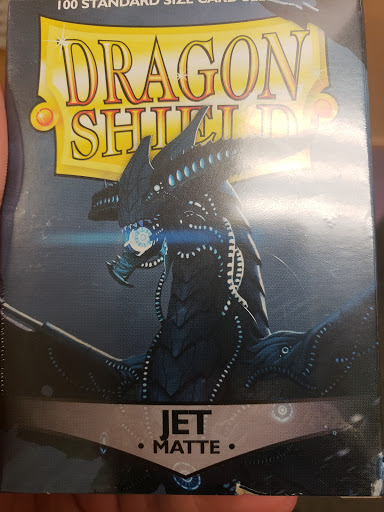 100 STANDARD SIZE CARD
DRAGON
SHIELD
JET
• MATTE •